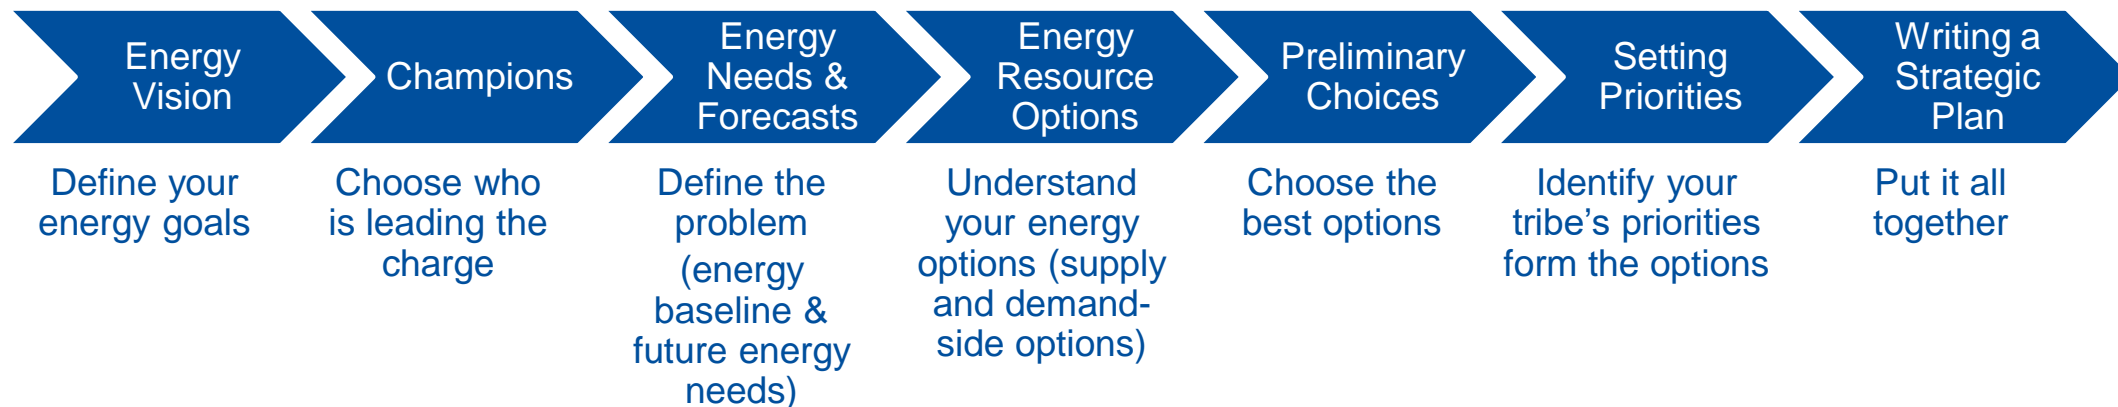 Energy
Vision
Champions
Energy
Needs &
Forecasts
Energy
Resource
Options
Preliminary
Choices
Setting
Priorities
Writing a
Strategic
Plan
Define your
energy goals
Choose who
is leading the
charge
Define the
problem
(energy
baseline &
future energy
needs)
Understand
your energy
options (supply
and demand-
side options)
Choose the
best options
Identify your
tribe’s priorities
form the options
Put it all
together